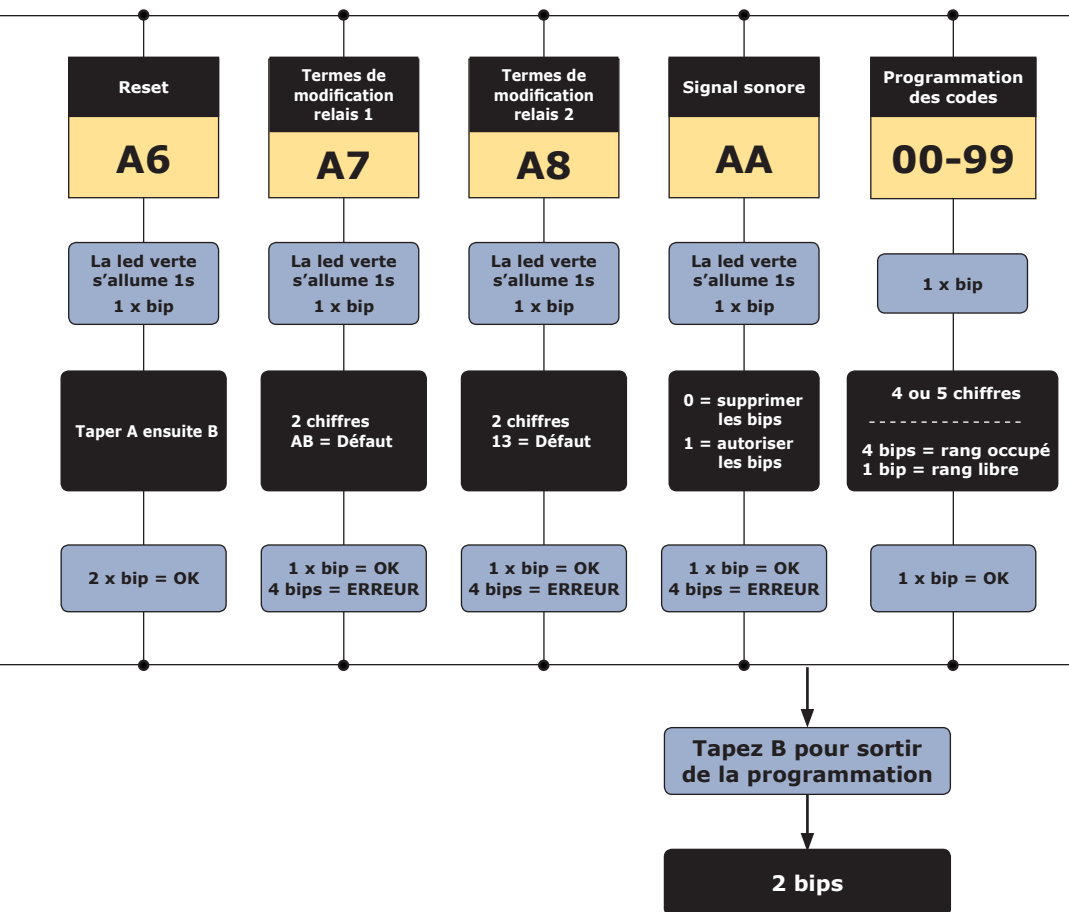 Reset
A6
La led verte
s’allume 1s
1 x bip
Taper A ensuite B
2 x bip = OK
Termes de
modification
relais 1
A7
La led verte
s’allume 1s
1 x bip
2 chiffres
AB = Défaut
1 x bip = OK
4 bips = ERREUR
Termes de
modification
relais 2
A8
La led verte
s’allume 1s
1 x bip
2 chiffres
13 = Défaut
1 x bip = OK
4 bips = ERREUR
Signal sonore
AA
La led verte
s’allume 1s
1 x bip
0 = supprimer
les bips
1 = autoriser
les bips
1 x bip = OK
4 bips = ERREUR
Programmation
des codes
00-99
1 x bip
4 ou 5 chiffres
----------------
4 bips = rang occupé
1 bip = rang libre
1 x bip = OK
Tapez B pour sortir
de la programmation
2 bips